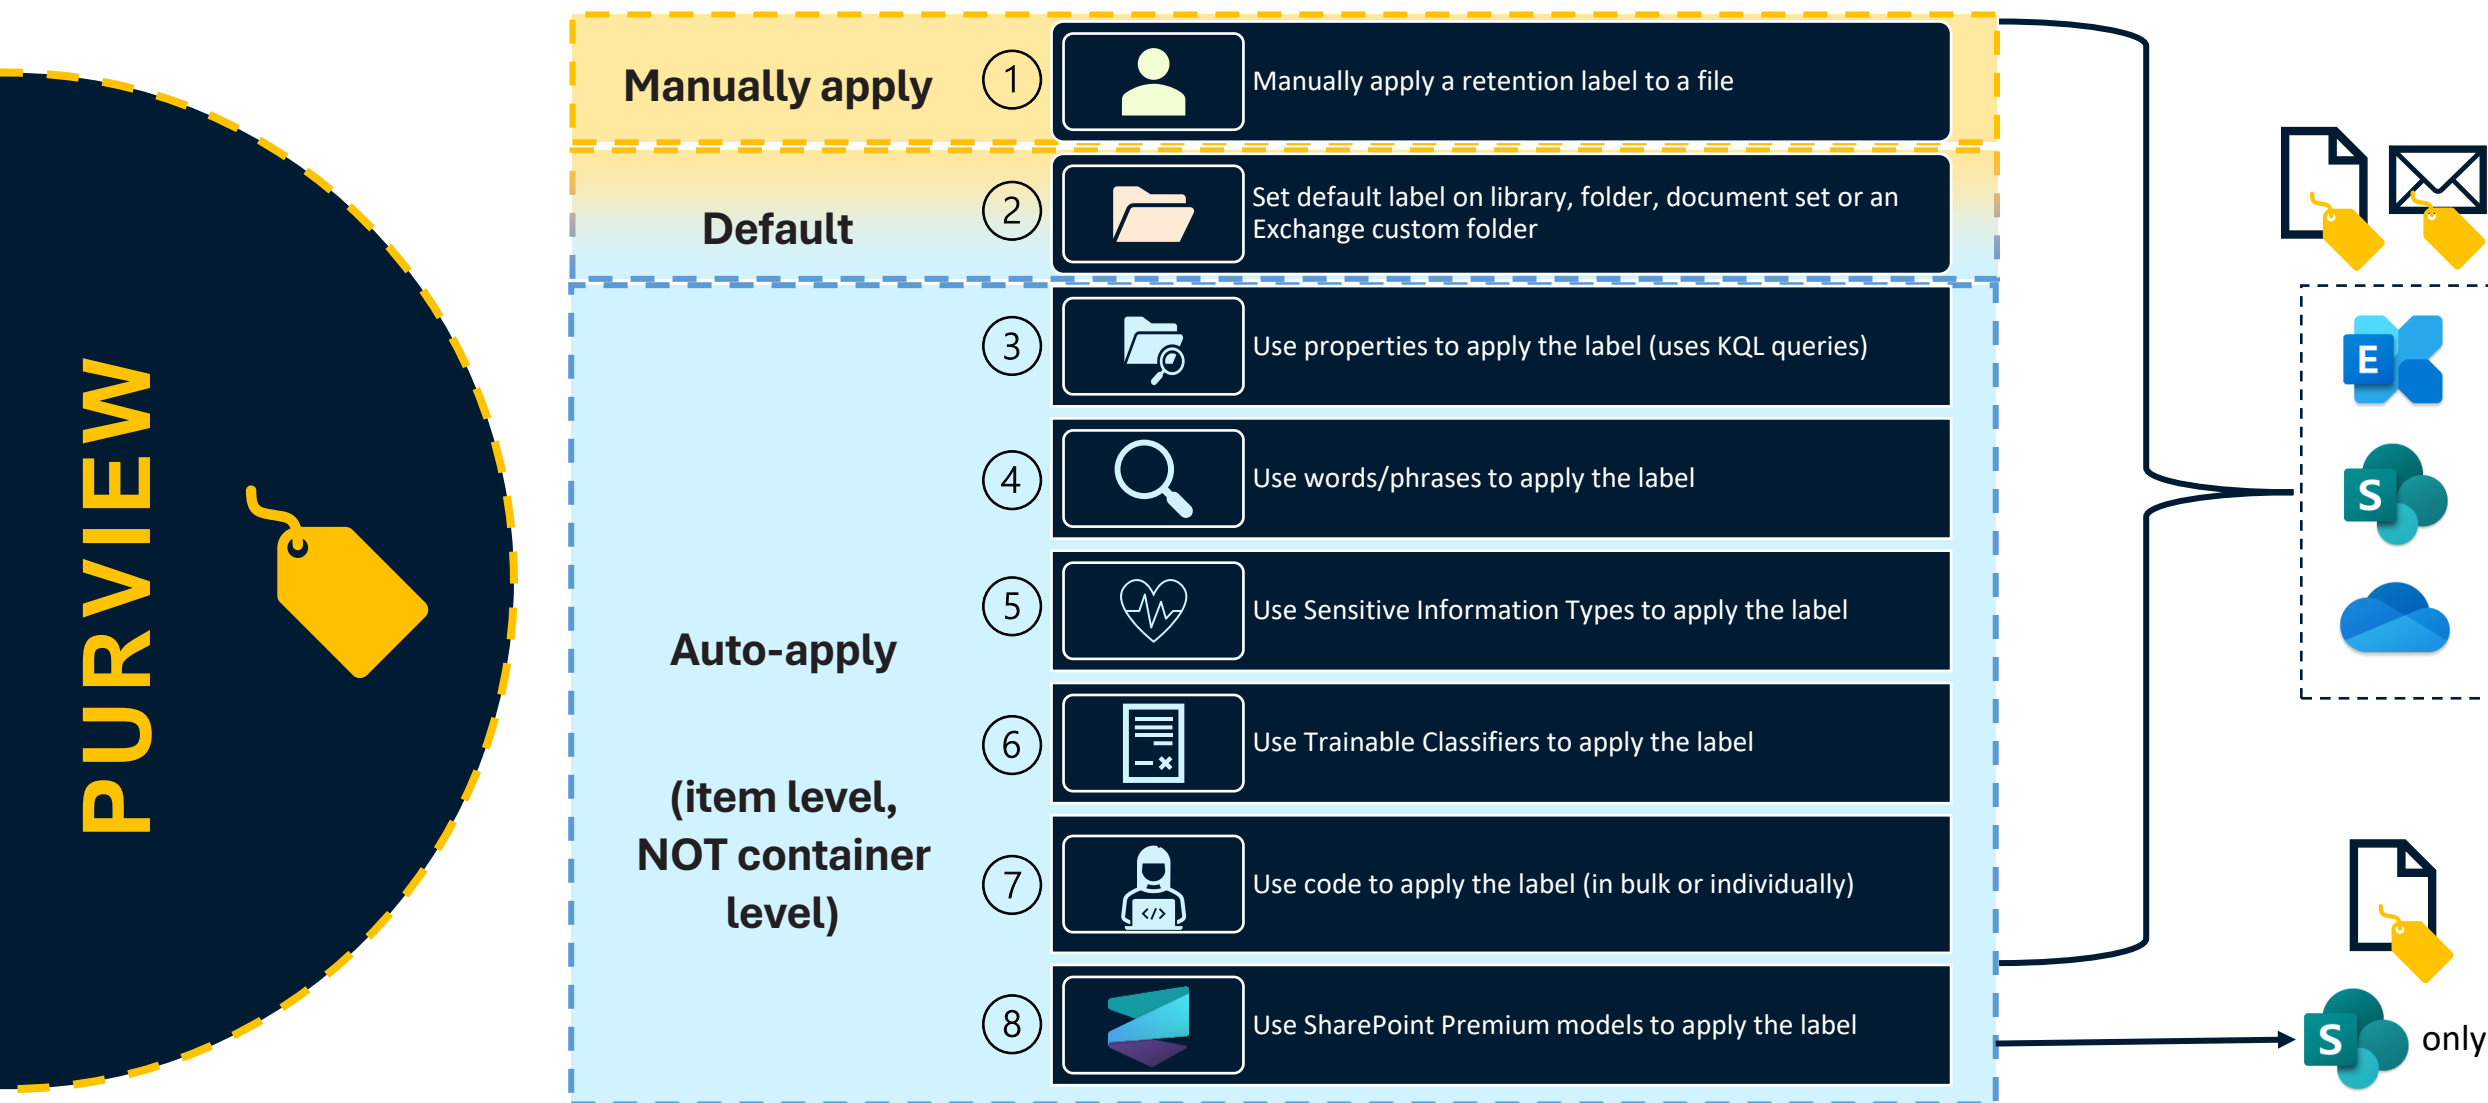 PURVIEW
Manually apply
1
Manually apply a retention label to a file
Default
2
Set default label on library, folder, document set or an
Exchange custom folder
Auto-apply
(item level,
NOT container
level)
3
Use properties to apply the label (uses KQL queries)
4
Use words/phrases to apply the label
5
Use Sensitive Information Types to apply the label
6
Use Trainable Classifiers to apply the label
7
</>
Use code to apply the label (in bulk or individually)
8
Use SharePoint Premium models to apply the label
E
S
S only